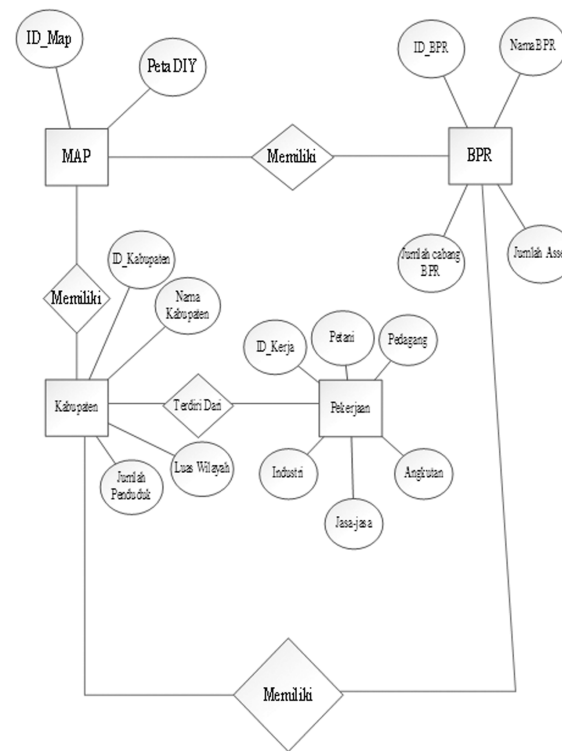 ID_Map
Peta DIY
ID_BPR
Nama BPR
MAP
Memiliki
BPR
Jumlah cabang
BPR
Jumlah Asse
ID_Kabupaten
Memiliki
Nama
Kabupaten
ID_Kerja
Petani
Pedagang
Kabupaten
Terdiri Dari
Pekerjaan
Jumlah
Penduduk
Luas Wilayah
Industri
Angkutan
Jasa-jasa
Memiliki